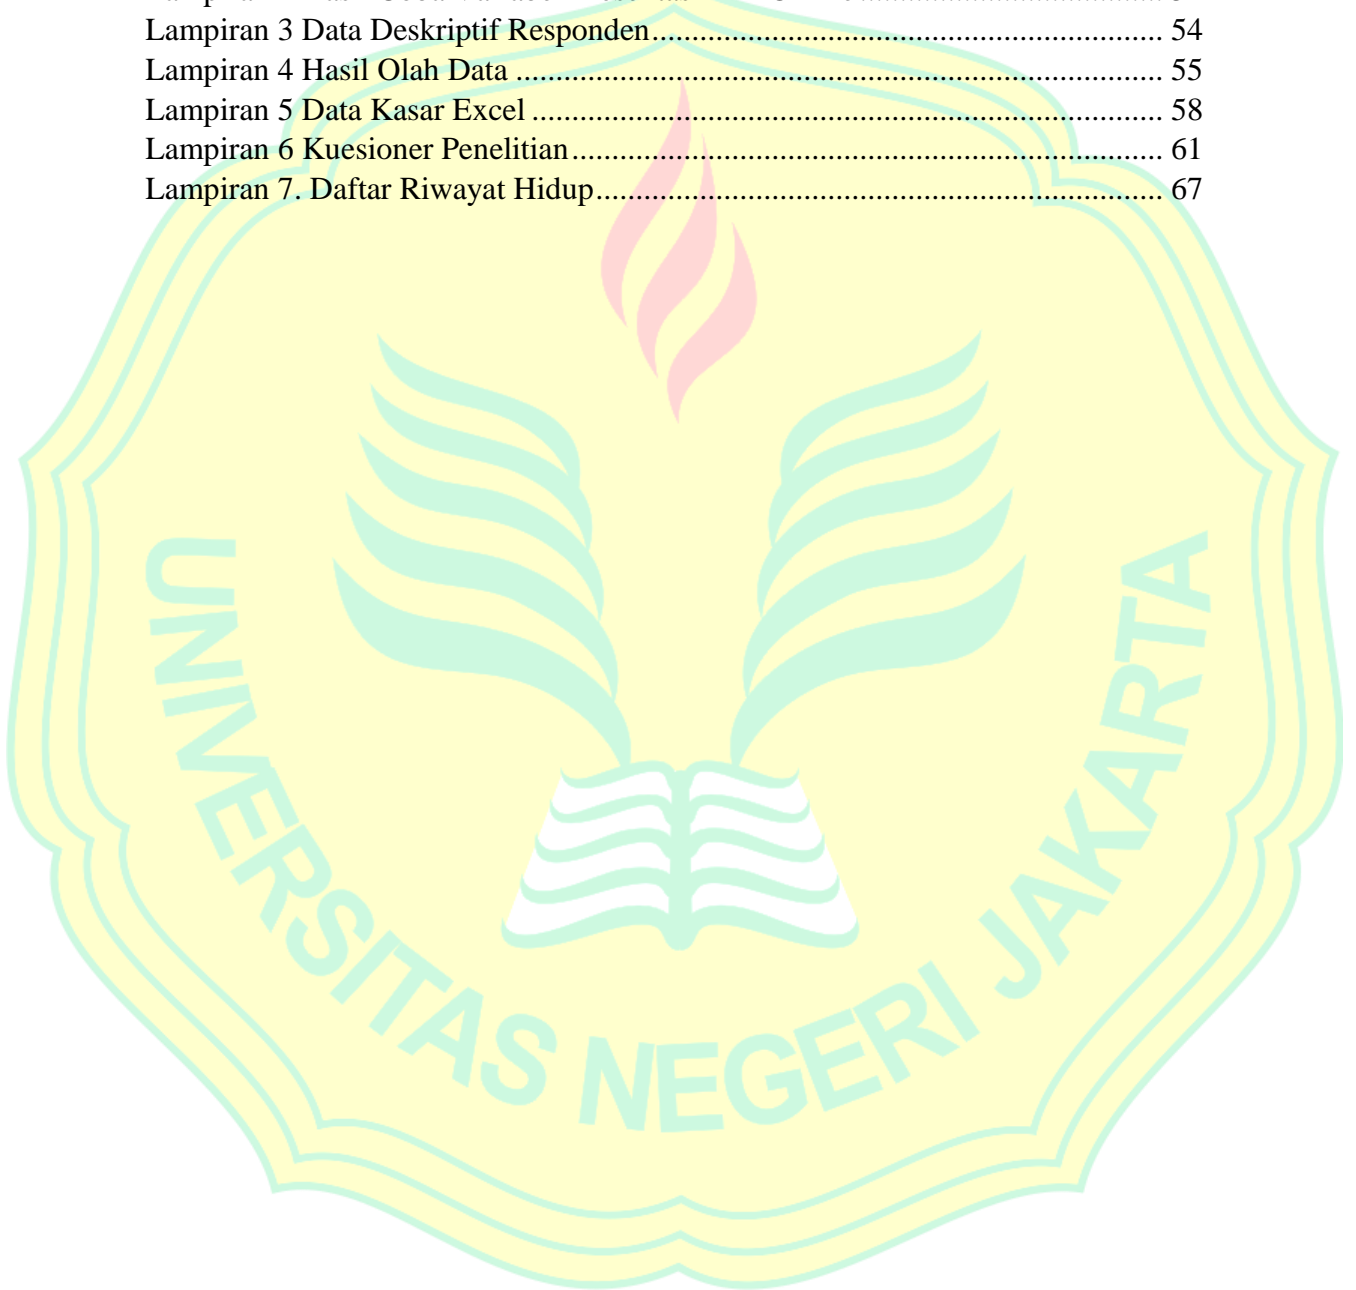 Lampiran 3 Data Deskriptif Responden................................................................ 54
Lampiran 4 Hasil Olah Data ................................................................................. 55
Lampiran 5 Data Kasar Excel ............................................................................... 58
Lampiran 6 Kuesioner Penelitian.......................................................................... 61
Lampiran 7. Daftar Riwayat Hidup....................................................................... 67
UNIVERSITAS NEGERI JAKARTA